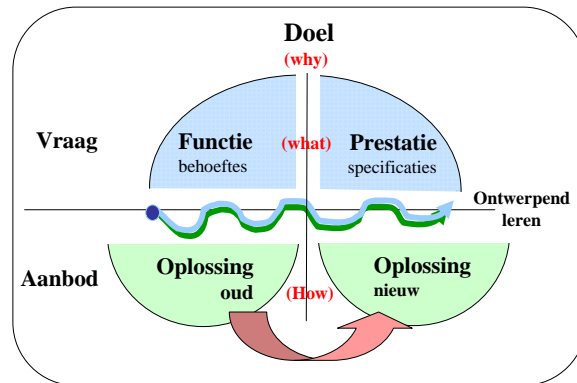 Doel
(why)
Vraag
Functie
behoeftes
(what)
Prestatie
specificaties
Ontwerpend
leren
Aanbod
Oplossing
oud
(How)
Oplossing
nieuw